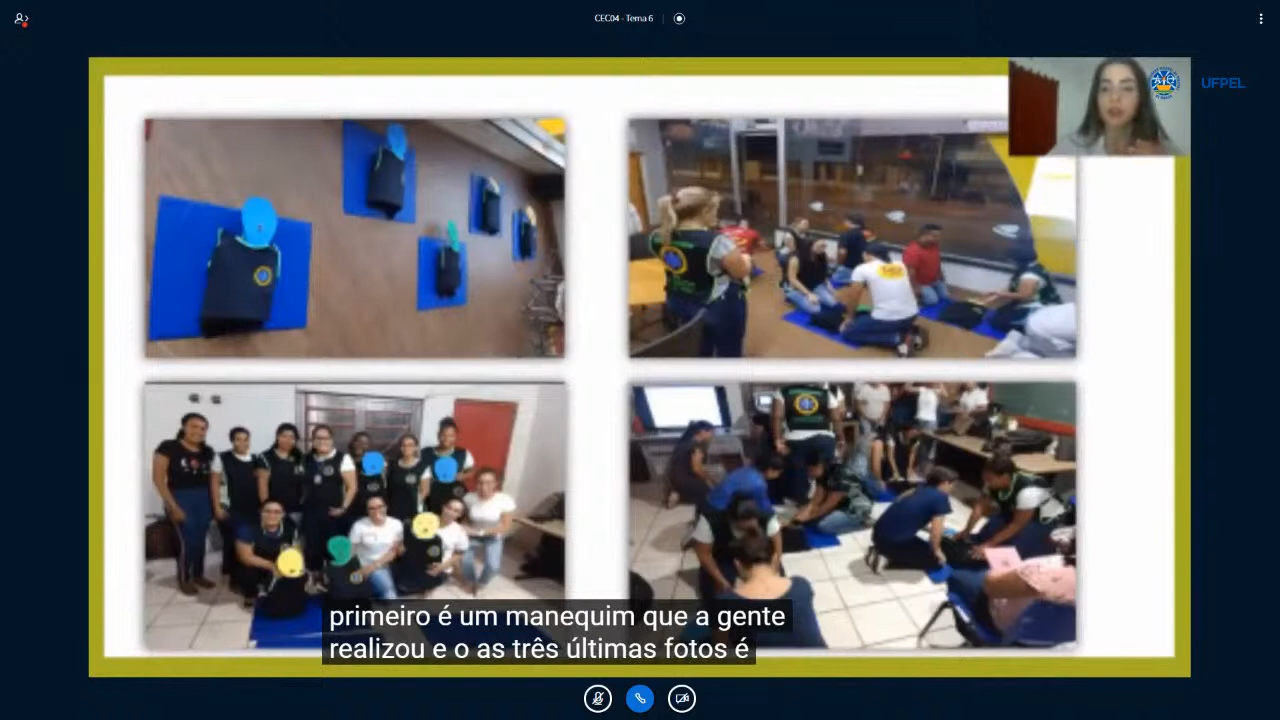 CEC04 - Tema 6
UFPEL
primeiro é um manequim que a gente
realizou e o as três últimas fotos é